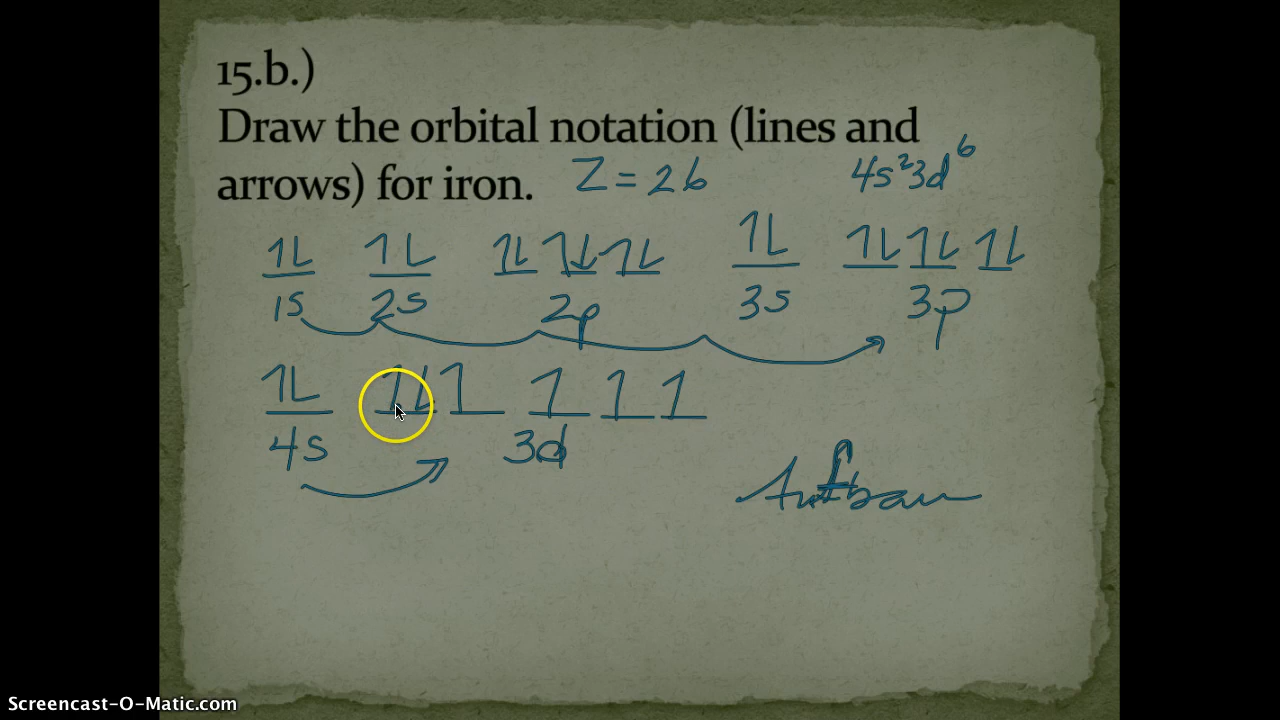 15.b.)
Draw the orbital notation (lines and
arrows) for iron. Z = 26 4s²3d⁶
1s 2s 2p 3s 3p
4s 3d
Aufbau
Screencast-O-Matic.com